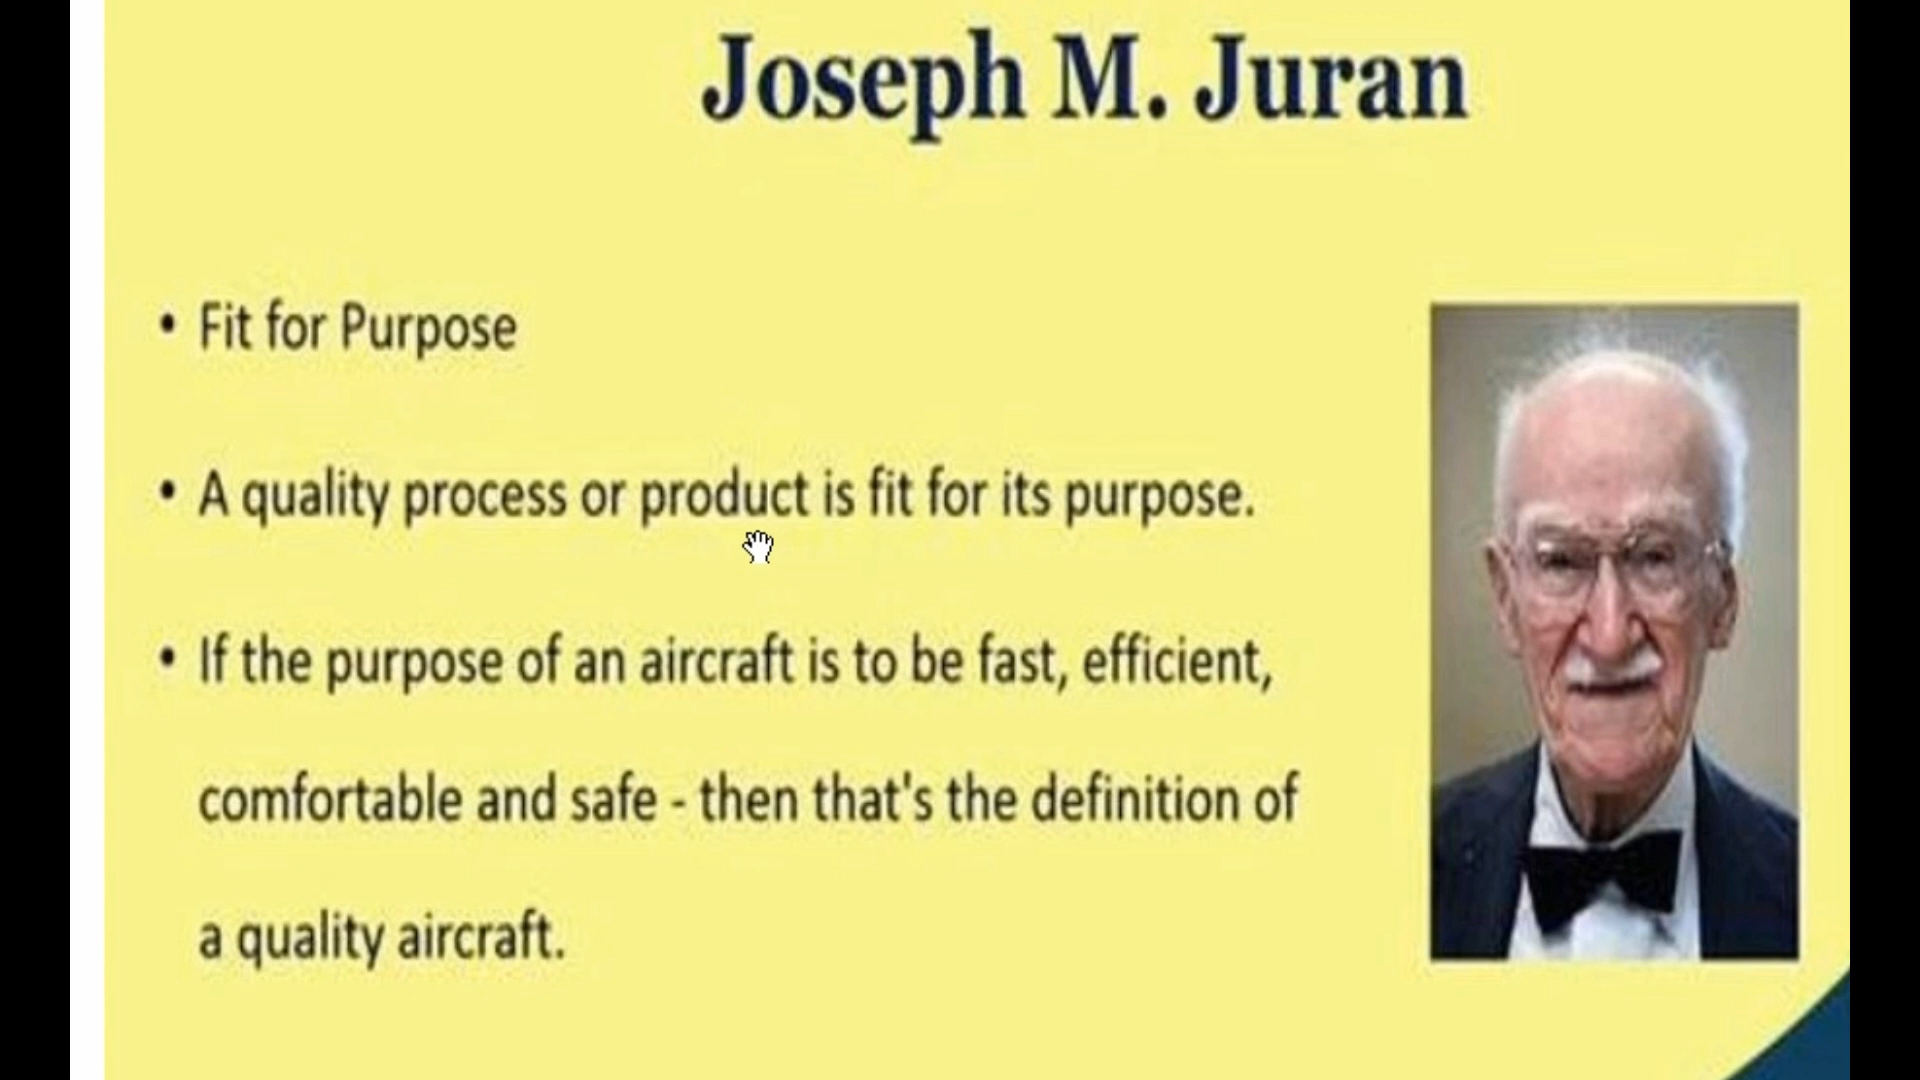 Joseph M. Juran
• Fit for Purpose
• A quality process or product is fit for its purpose.
• If the purpose of an aircraft is to be fast, efficient,
comfortable and safe - then that's the definition of
a quality aircraft.